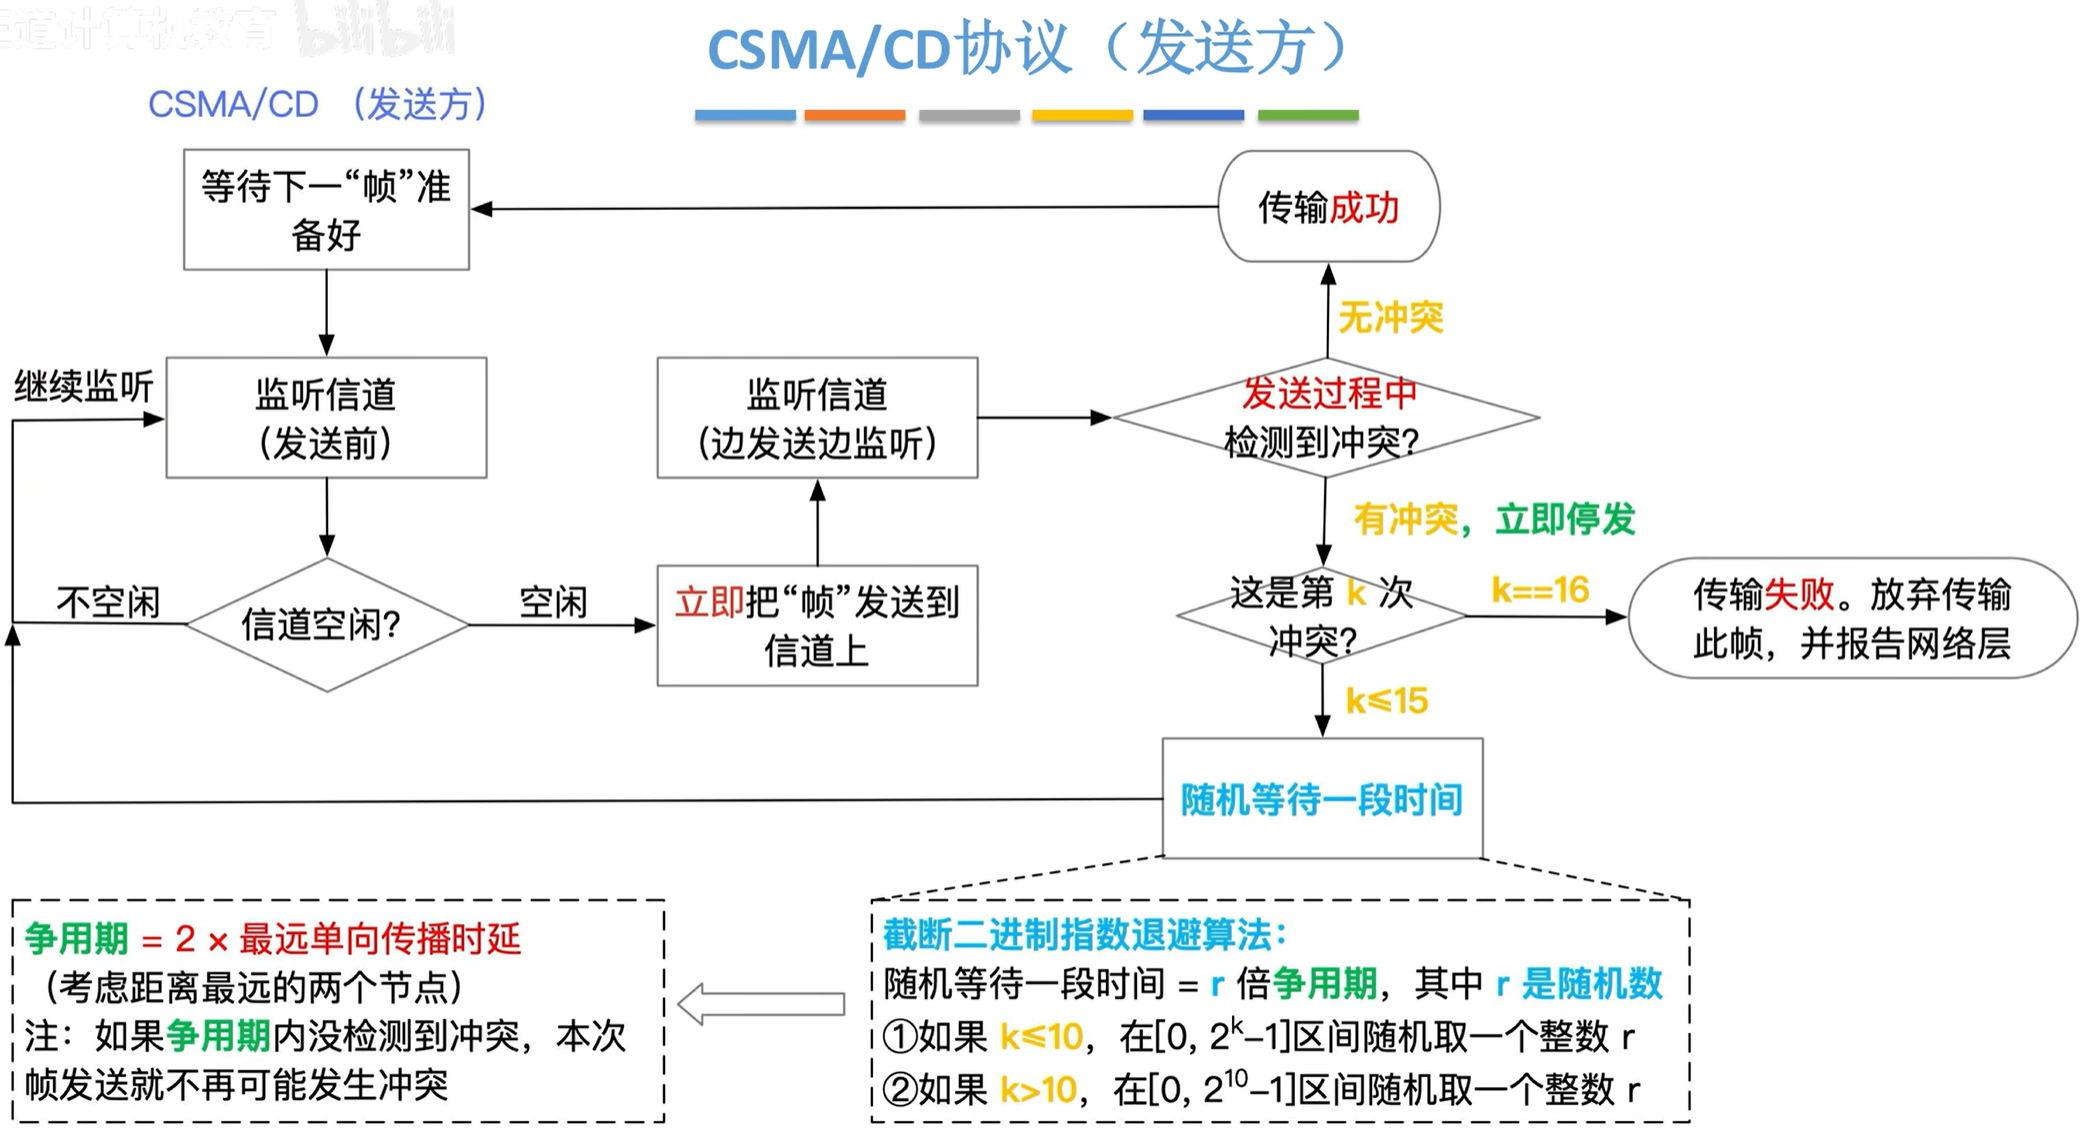 道计算机教育 bilibili
CSMA/CD协议（发送方）
CSMA/CD （发送方）
等待下一“帧”准
备好
传输成功
无冲突
继续监听
监听信道
（发送前）
监听信道
（边发送边监听）
发送过程中
检测到冲突？
有冲突，立即停发
不空闲
信道空闲？
空闲
立即把“帧”发送到
信道上
这是第 k 次
冲突？
k==16
传输失败。放弃传输
此帧，并报告网络层
k≤15
随机等待一段时间
争用期 = 2 × 最远单向传播时延
（考虑距离最远的两个节点）
注：如果争用期内没检测到冲突，本次
帧发送就不再可能发生冲突
截断二进制指数退避算法：
随机等待一段时间 = r 倍争用期，其中 r 是随机数
①如果 k≤10，在[0, 2^k–1]区间随机取一个整数 r
②如果 k>10，在[0, 2^10–1]区间随机取一个整数 r